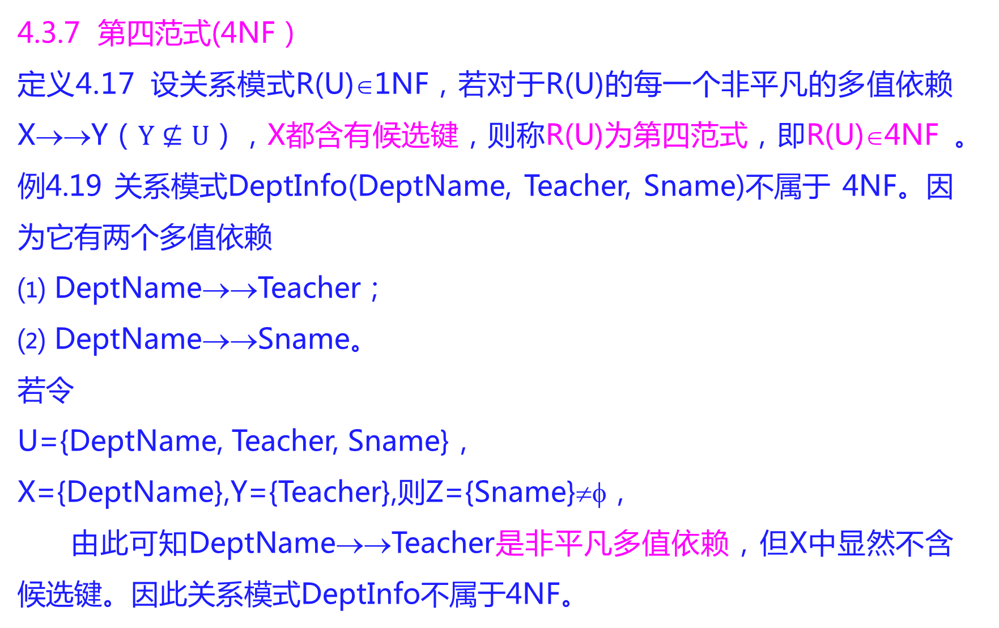 4.3.7 第四范式(4NF）
定义4.17 设关系模式R(U)∈1NF，若对于R(U)的每一个非平凡的多值依赖
X→→Y（Y ⊈ U），X都含有候选键，则称R(U)为第四范式，即R(U)∈4NF 。
例4.19 关系模式DeptInfo(DeptName, Teacher, Sname)不属于 4NF。因
为它有两个多值依赖
⑴ DeptName→→Teacher；
⑵ DeptName→→Sname。
若令
U={DeptName, Teacher, Sname}，
X={DeptName},Y={Teacher},则Z={Sname}≠ϕ，
由此可知DeptName→→Teacher是非平凡多值依赖，但X中显然不含
候选键。因此关系模式DeptInfo不属于4NF。